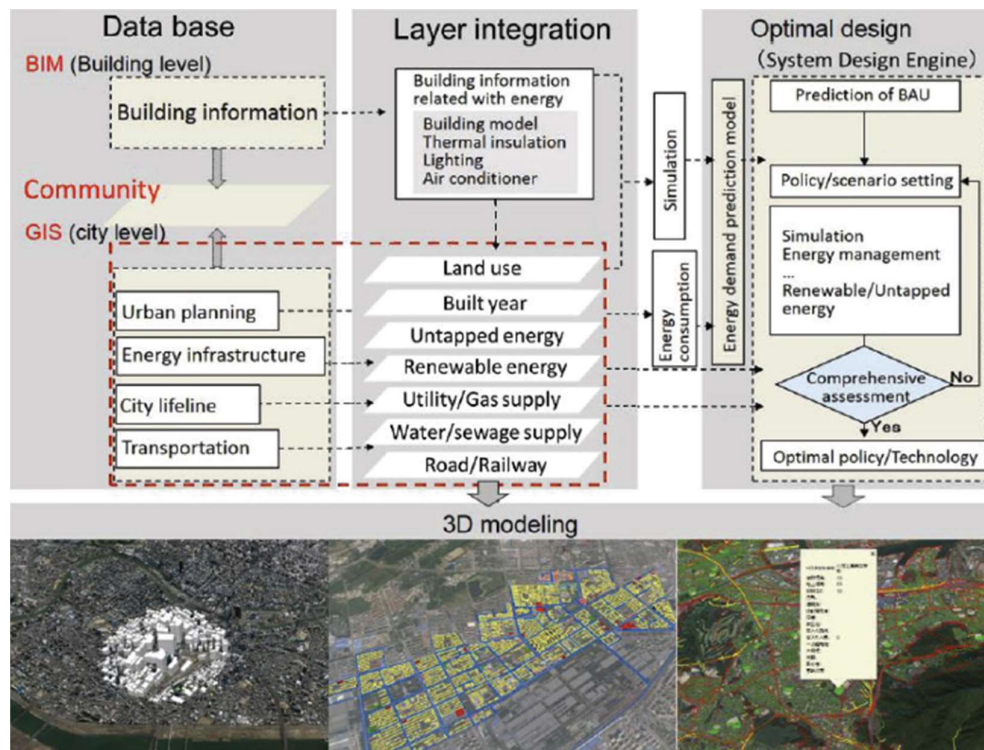 Data base
BIM (Building level)
Building information
Community
GIS (city level)
Urban planning
Energy infrastructure
City lifeline
Transportation
Layer integration
Building information
related with energy
Building model
Thermal insulation
Lighting
Air conditioner
Land use
Built year
Untapped energy
Renewable energy
Utility/Gas supply
Water/sewage supply
Road/Railway
Simulation
Energy
consumption
Energy demand prediction model
Optimal design
(System Design Engine)
Prediction of BAU
Policy/scenario setting
Simulation
Energy management
...
Renewable/Untapped
energy
Comprehensive
assessment
No
Yes
Optimal policy/Technology
3D modeling